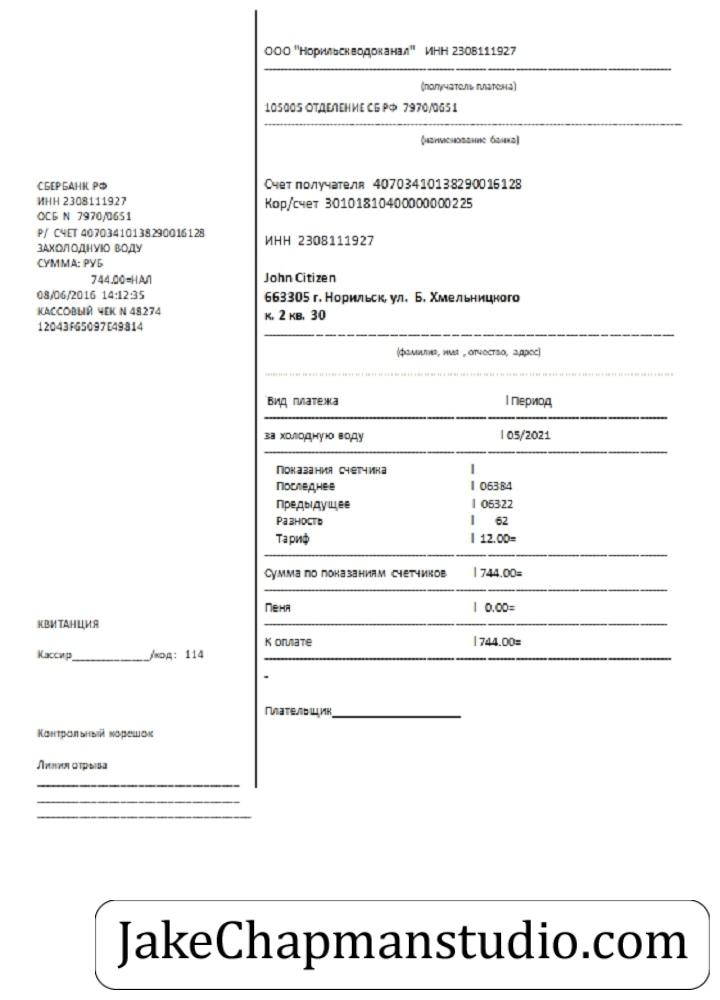 ООО "Норильскводоканал" ИНН 2308111927
(получатель платежа)
105005 ОТДЕЛЕНИЕ СБ РФ 7970/0651
(наименование банка)
Счет получателя 40703410138290016128
Кор/счет 30101810400000000225
ИНН 2308111927
John Citizen
663305 г. Норильск, ул. Б. Хмельницкого
к. 2 кв. 30
(фамилия, имя , отчество, адрес)
Вид платежа | Период
за холодную воду | 05/2021
Показания счетчика |
Последнее | 06384
Предыдущее | 06322
Разность | 62
Тариф | 12.00=
Сумма по показаниям счетчиков | 744.00=
Пеня | 0.00=
К оплате | 744.00=
-
Плательщик
СБЕРБАНК РФ
ИНН 2308111927
ОСБ N 7970/0651
Р/ СЧЕТ 40703410138290016128
ЗАХОЛОДНУЮ ВОДУ
СУММА: РУБ
744.00=НАЛ
08/06/2016 14:12:35
КАССОВЫЙ ЧЕК N 48274
12043F65097E49814
КВИТАНЦИЯ
Кассир______________/код: 114
Контрольный корешок
Линия отрыва
JakeChapmanstudio.com